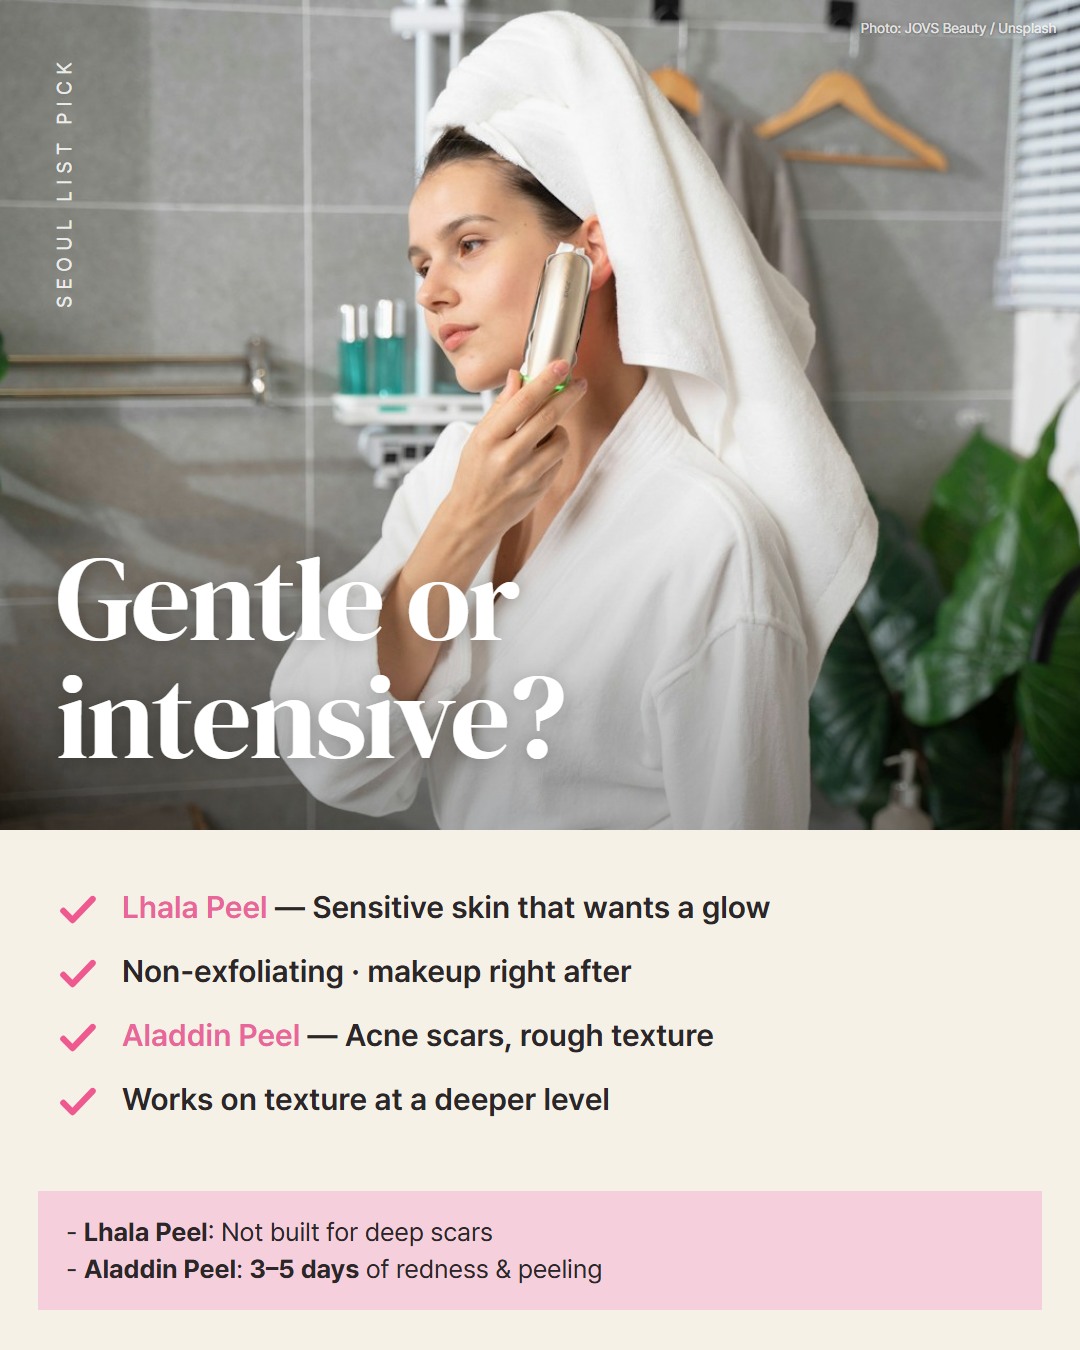 Photo: JOVS Beauty / Unsplash
SEOUL LIST PICK
Gentle or
intensive?
Lhala Peel — Sensitive skin that wants a glow
Non-exfoliating · makeup right after
Aladdin Peel — Acne scars, rough texture
Works on texture at a deeper level
- Lhala Peel: Not built for deep scars
- Aladdin Peel: 3–5 days of redness & peeling